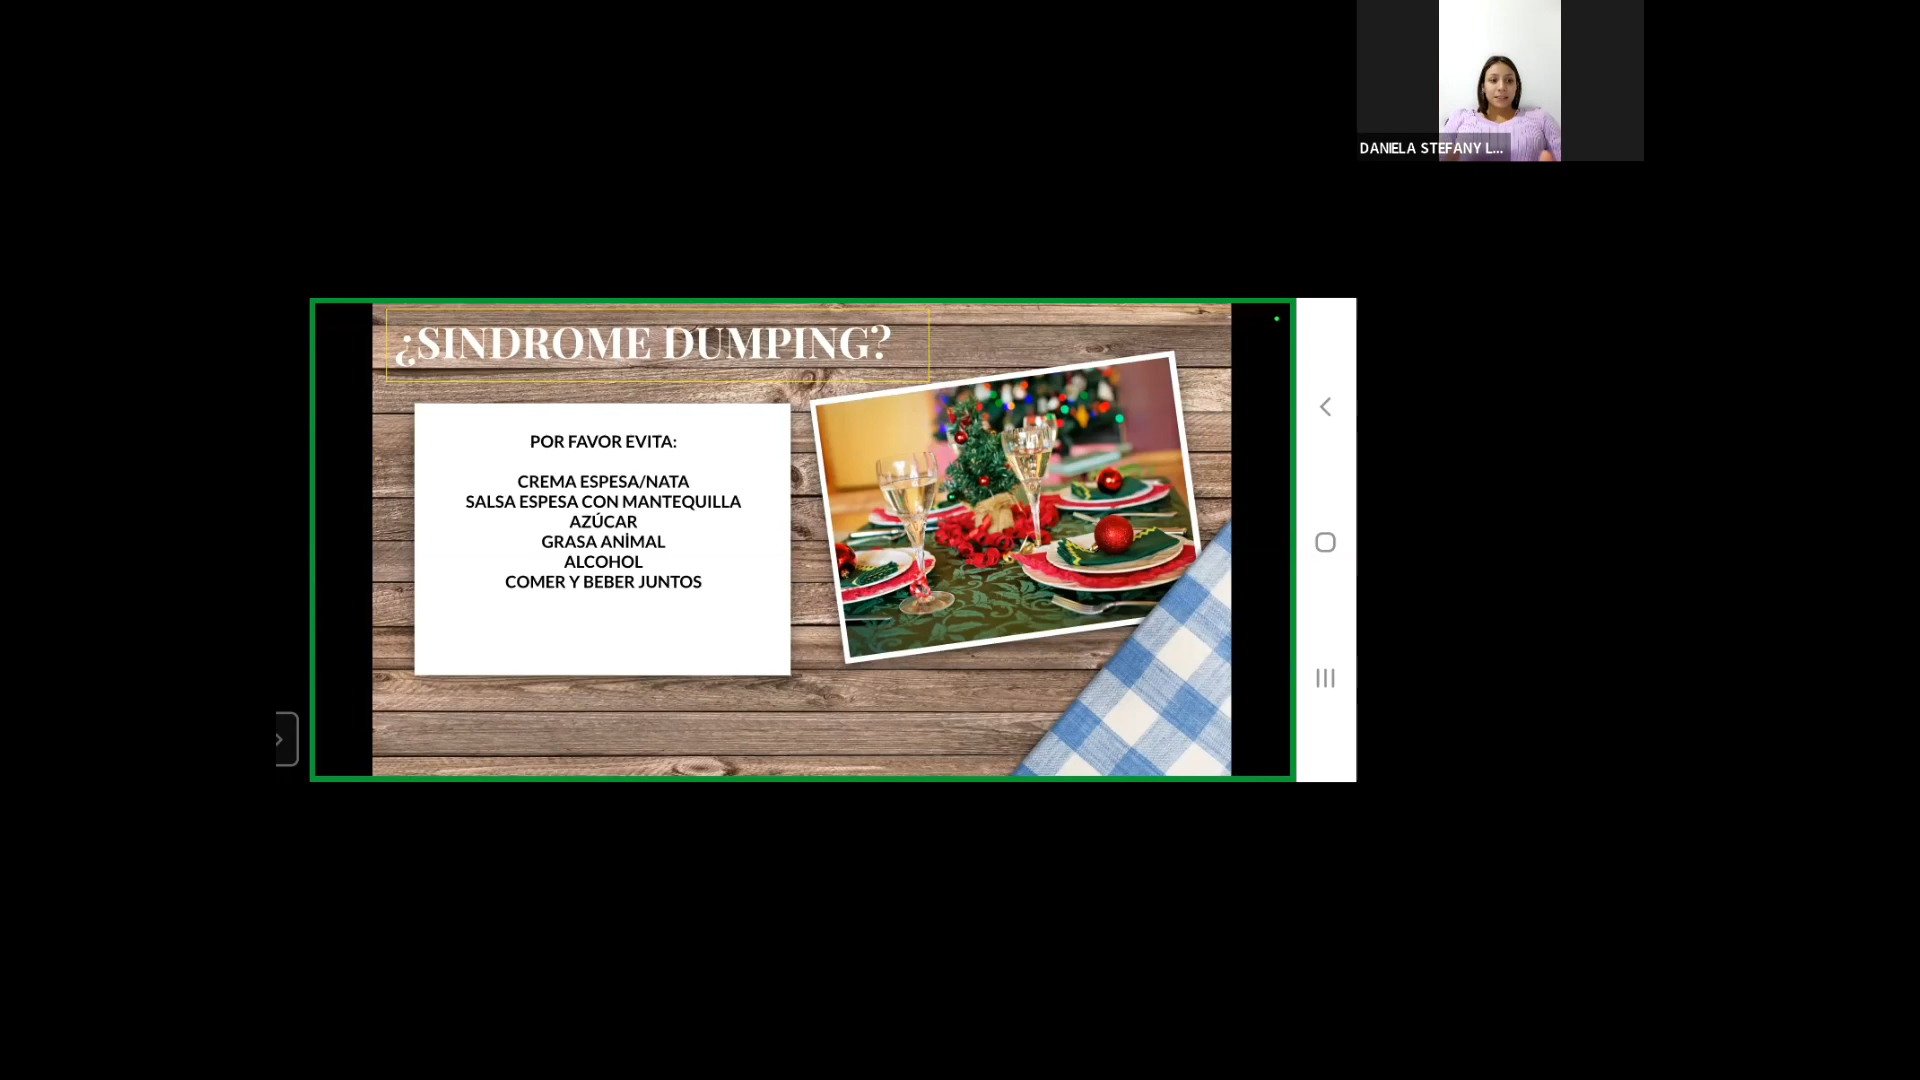 DANIELA STEFANY L...
¿SINDROME DUMPING?
POR FAVOR EVITA:
CREMA ESPESA/NATA
SALSA ESPESA CON MANTEQUILLA
AZÚCAR
GRASA ANİMAL
ALCOHOL
COMER Y BEBER JUNTOS